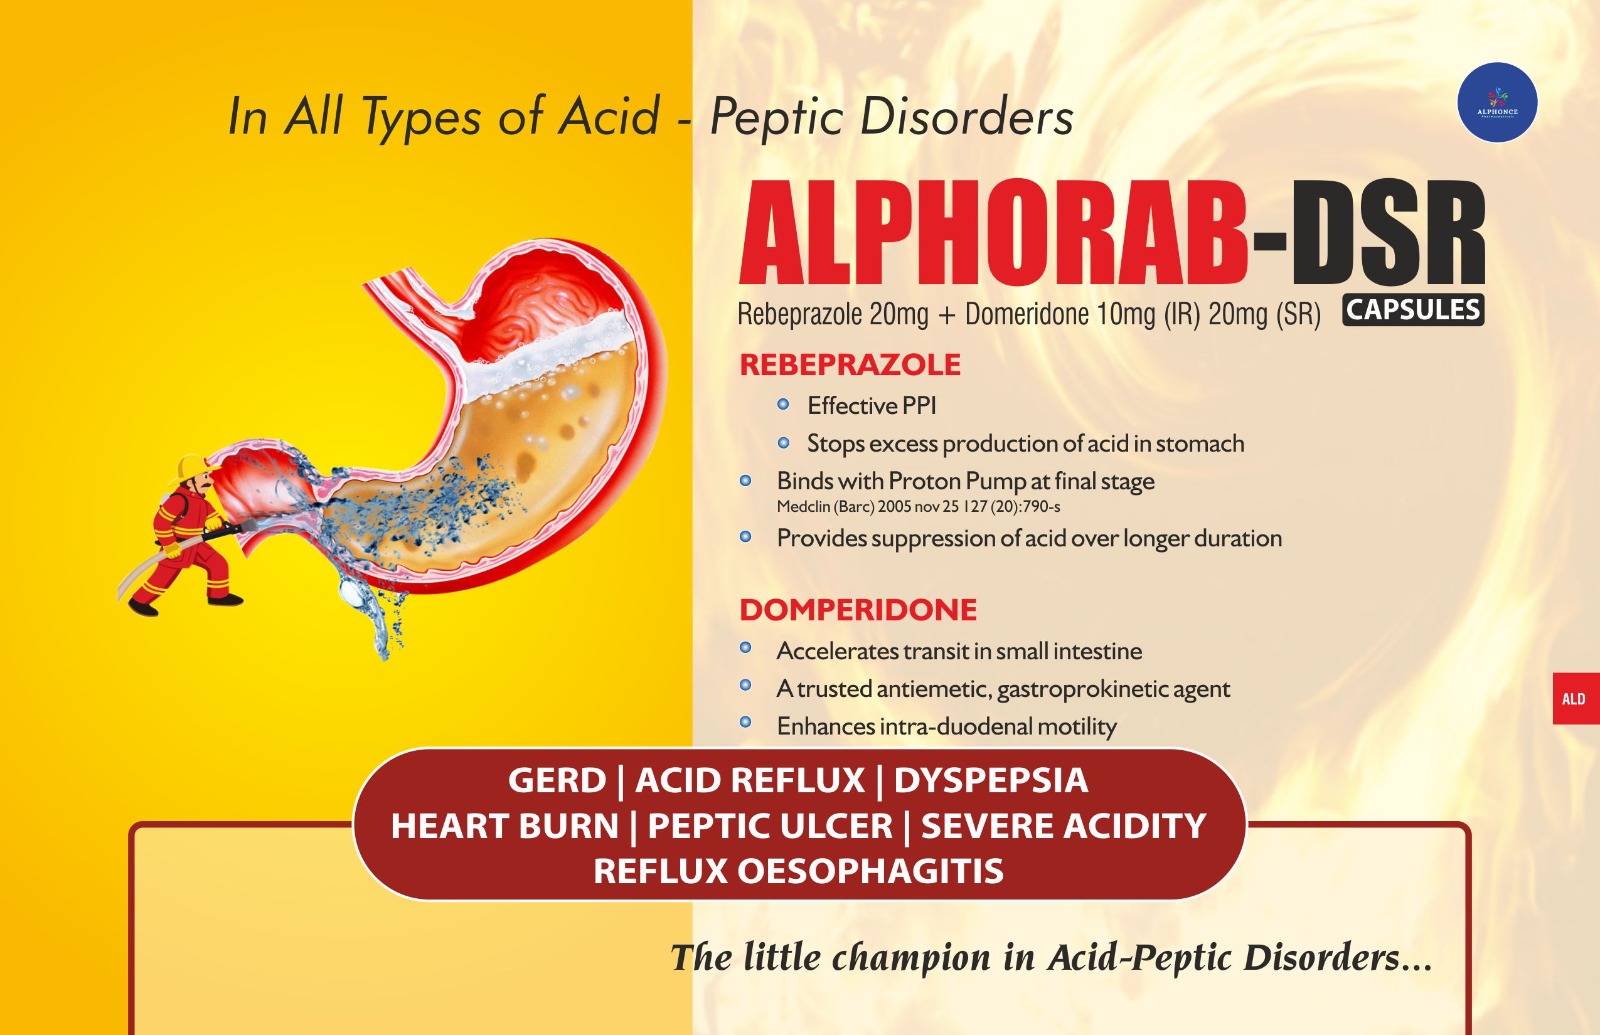 In All Types of Acid - Peptic Disorders
ALPHONCE
Pharmaceuticals
ALPHORAB-DSR
Rebeprazole 20mg + Domeridone 10mg (IR) 20mg (SR)
CAPSULES
REBEPRAZOLE
Effective PPI
Stops excess production of acid in stomach
Binds with Proton Pump at final stage
Medclin (Barc) 2005 nov 25 127 (20):790-s
Provides suppression of acid over longer duration
DOMPERIDONE
Accelerates transit in small intestine
A trusted antiemetic, gastroprokinetic agent
Enhances intra-duodenal motility
ALD
GERD | ACID REFLUX | DYSPEPSIA
HEART BURN | PEPTIC ULCER | SEVERE ACIDITY
REFLUX OESOPHAGITIS
The little champion in Acid-Peptic Disorders...